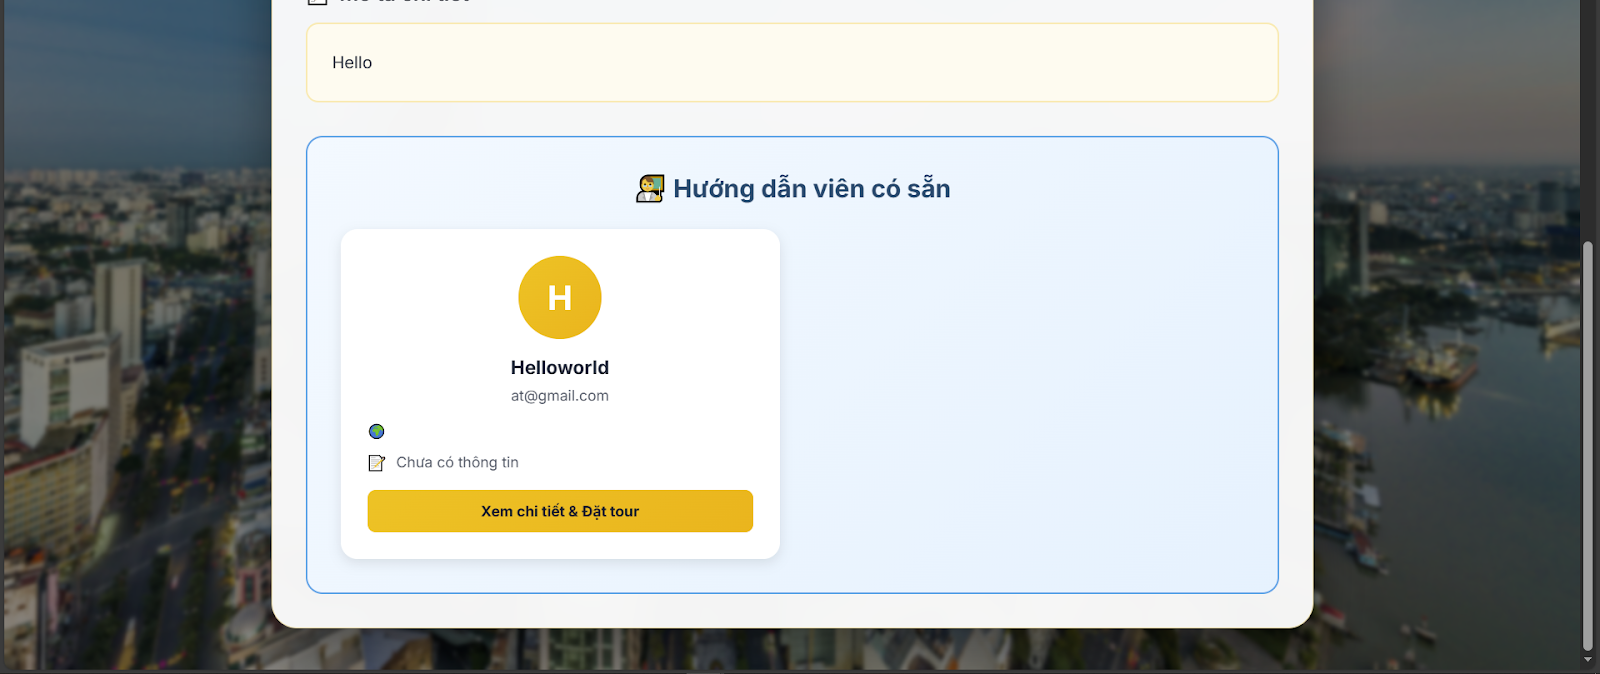 Hello
Hướng dẫn viên có sẵn
H
Helloworld
at@gmail.com
Chưa có thông tin
Xem chi tiết & Đặt tour